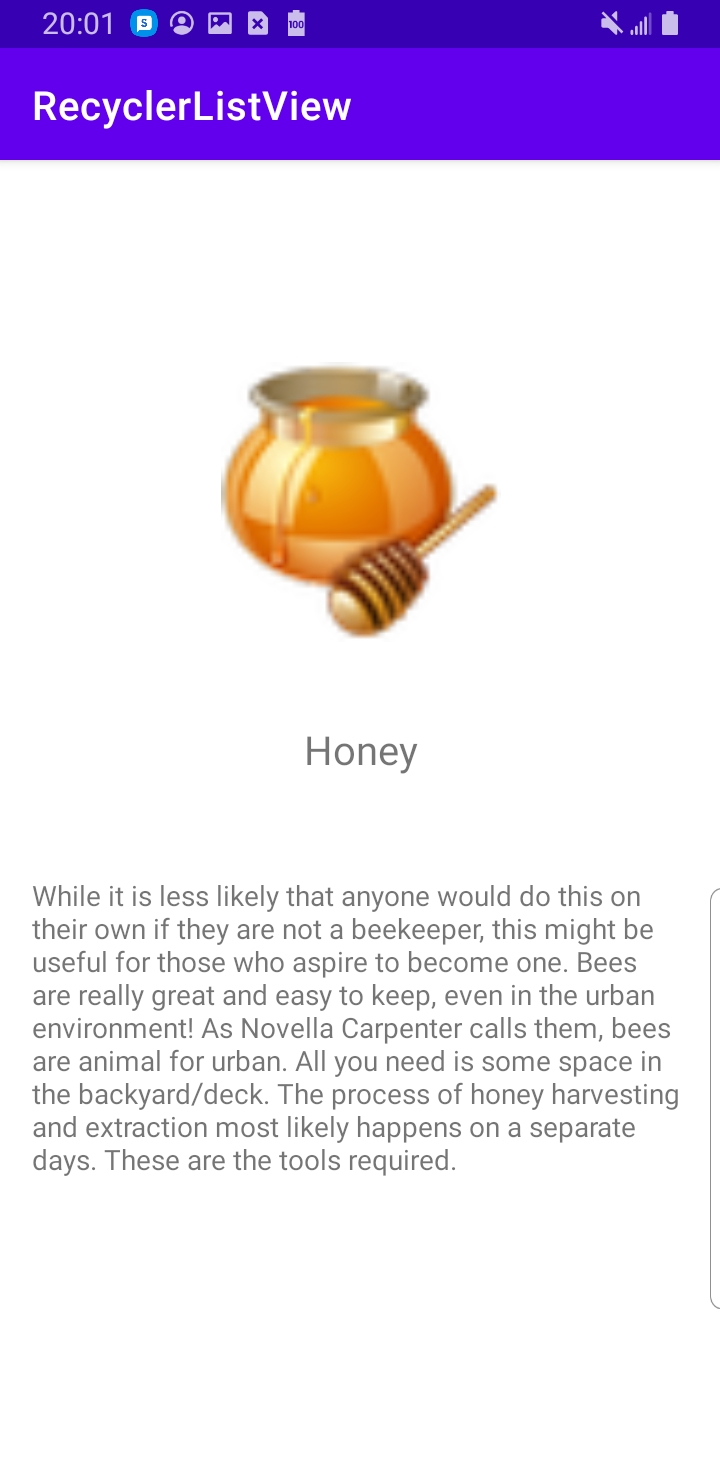 20:01 S 100
RecyclerListView
Honey
While it is less likely that anyone would do this on
their own if they are not a beekeeper, this might be
useful for those who aspire to become one. Bees
are really great and easy to keep, even in the urban
environment! As Novella Carpenter calls them, bees
are animal for urban. All you need is some space in
the backyard/deck. The process of honey harvesting
and extraction most likely happens on a separate
days. These are the tools required.